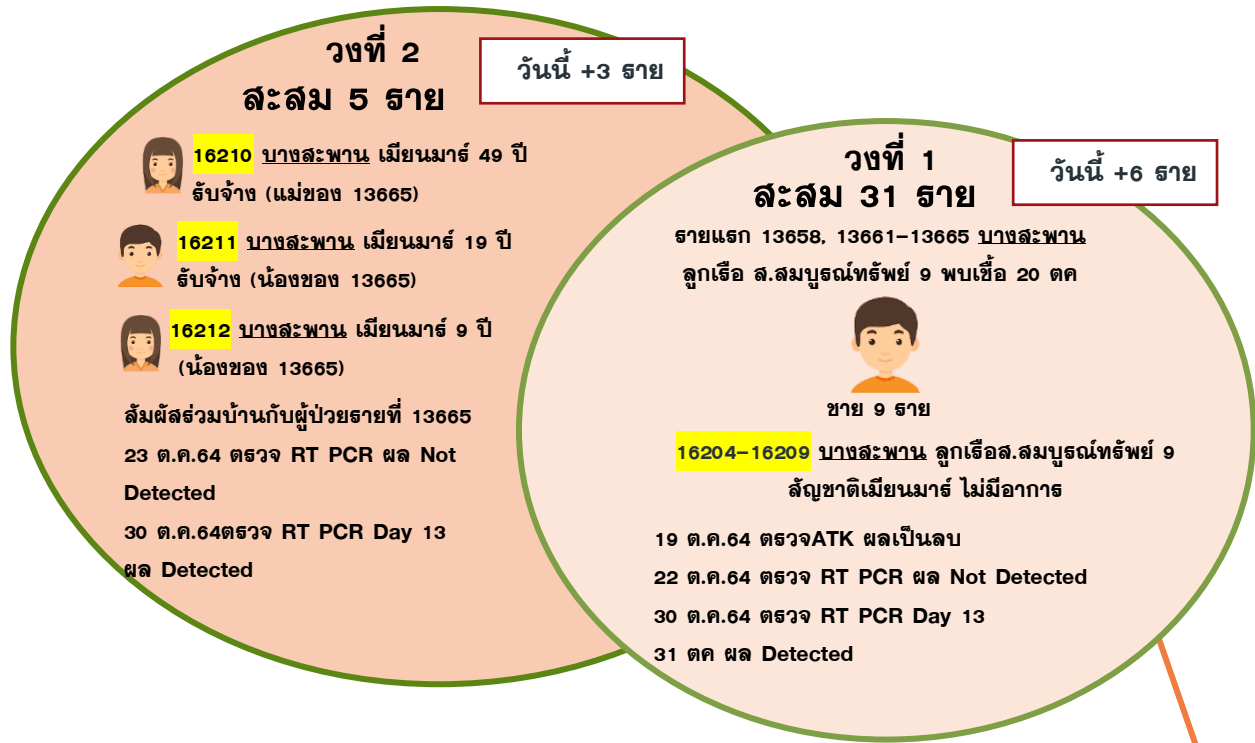 วงที่ 2
สะสม 5 ราย
วันนี้ +3 ราย
16210 บางสะพาน เมียนมาร์ 49 ปี
รับจ้าง (แม่ของ 13665)
16211 บางสะพาน เมียนมาร์ 19 ปี
รับจ้าง (น้องของ 13665)
16212 บางสะพาน เมียนมาร์ 9 ปี
(น้องของ 13665)
สัมผัสร่วมบ้านกับผู้ป่วยรายที่ 13665
23 ต.ค.64 ตรวจ RT PCR ผล Not
Detected
30 ต.ค.64ตรวจ RT PCR Day 13
ผล Detected
วงที่ 1
สะสม 31 ราย
วันนี้ +6 ราย
รายแรก 13658, 13661–13665 บางสะพาน
ลูกเรือ ส.สมบูรณ์ทรัพย์ 9 พบเชื้อ 20 ตค
ชาย 9 ราย
16204–16209 บางสะพาน ลูกเรือส.สมบูรณ์ทรัพย์ 9
สัญชาติเมียนมาร์ ไม่มีอาการ
19 ต.ค.64 ตรวจATK ผลเป็นลบ
22 ต.ค.64 ตรวจ RT PCR ผล Not Detected
30 ต.ค.64 ตรวจ RT PCR Day 13
31 ตค ผล Detected